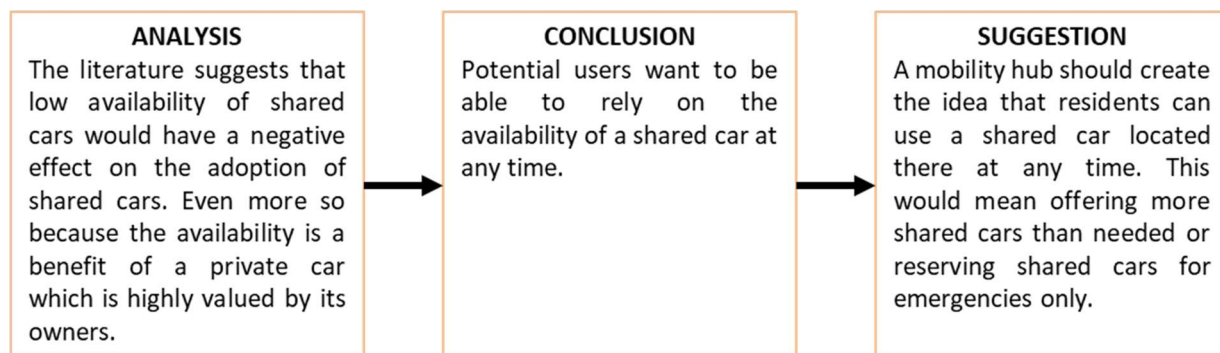 ANALYSIS
The literature suggests that
low availability of shared
cars would have a negative
effect on the adoption of
shared cars. Even more so
because the availability is a
benefit of a private car
which is highly valued by its
owners.
CONCLUSION
Potential users want to be
able to rely on the
availability of a shared car at
any time.
SUGGESTION
A mobility hub should create
the idea that residents can
use a shared car located
there at any time. This
would mean offering more
shared cars than needed or
reserving shared cars for
emergencies only.